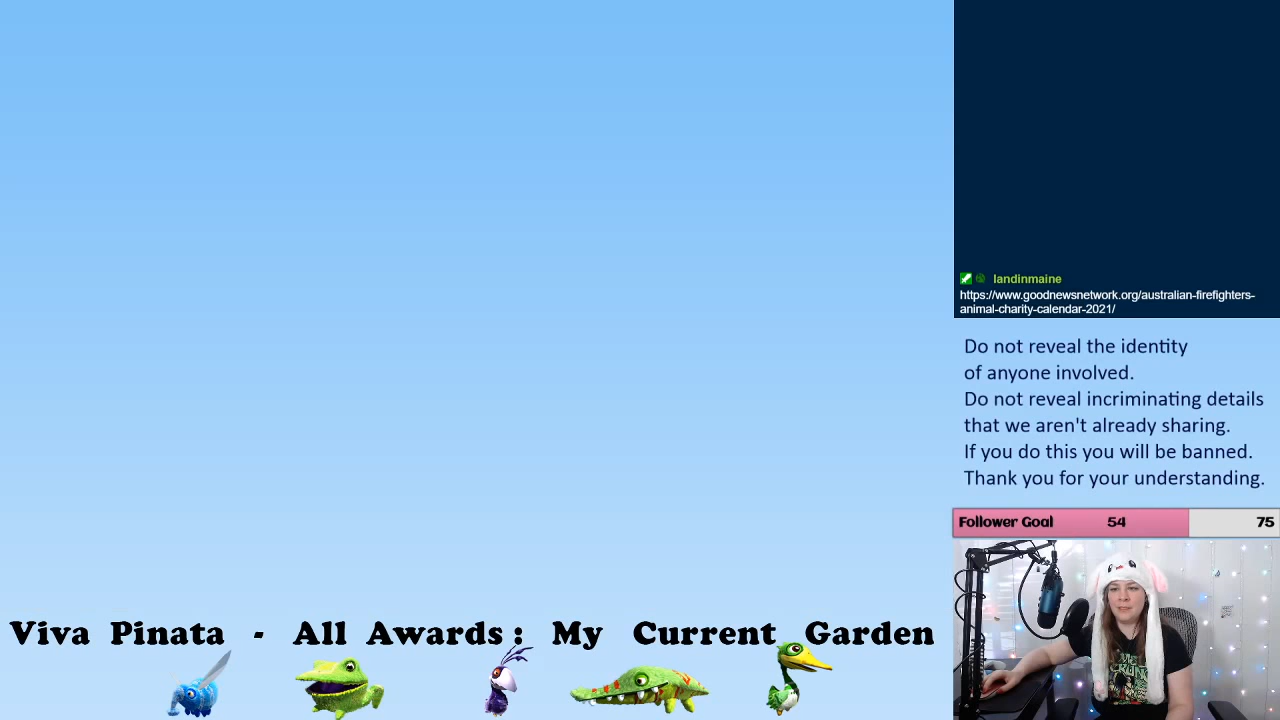 landinmaine
https://www.goodnewsnetwork.org/australian-firefighters-
animal-charity-calendar-2021/
Do not reveal the identity
of anyone involved.
Do not reveal incriminating details
that we aren't already sharing.
If you do this you will be banned.
Thank you for your understanding.
Follower Goal 54 75
Viva Pinata - All Awards: My Current Garden